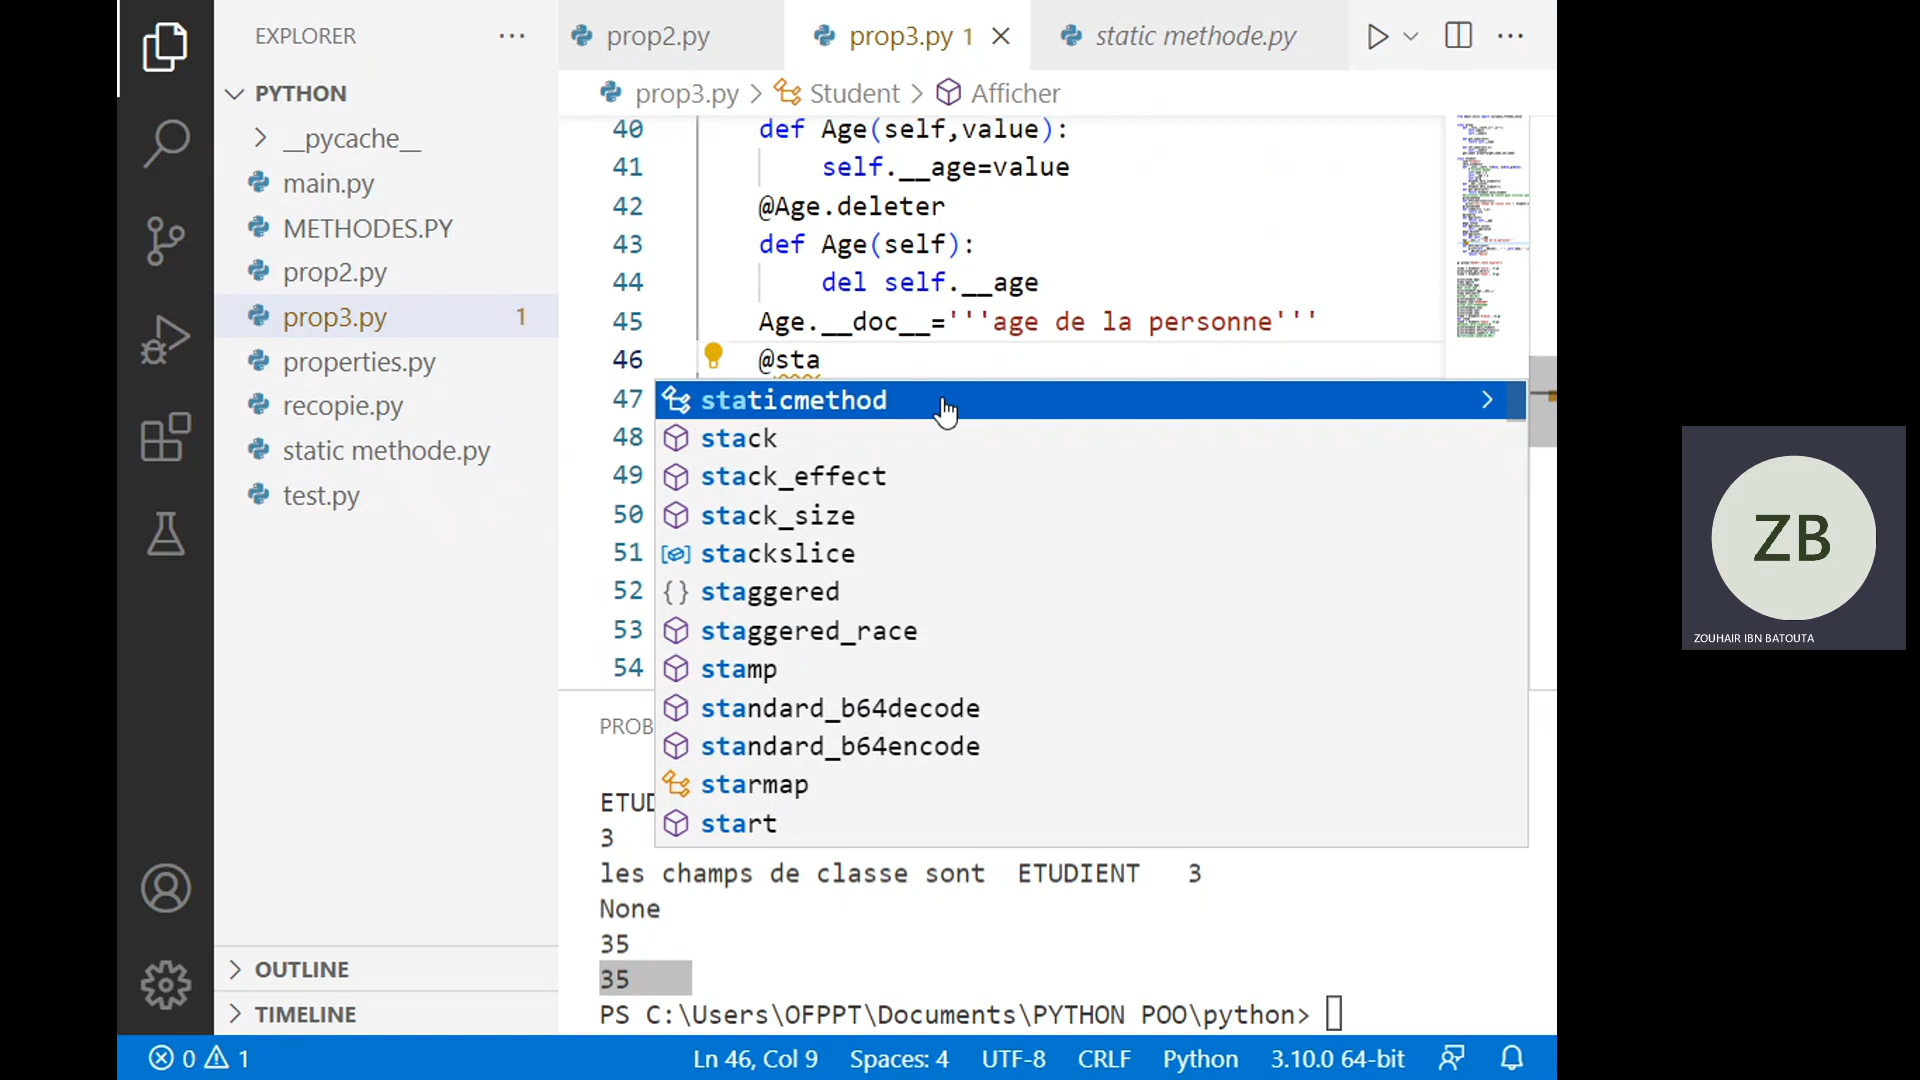 EXPLORER
PYTHON
__pycache__
main.py
METHODES.PY
prop2.py
prop3.py 1
properties.py
recopie.py
static methode.py
test.py
OUTLINE
TIMELINE
prop2.py
prop3.py 1
static methode.py
prop3.py > Student > Afficher
40 def Age(self,value):
41 self.__age=value
42 @Age.deleter
43 def Age(self):
44 del self.__age
45 Age.__doc__='''age de la personne'''
46 @sta
47
48
49
50
51
52
53
54
staticmethod
stack
stack_effect
stack_size
stackslice
staggered
staggered_race
stamp
standard_b64decode
standard_b64encode
starmap
start
PROB
ETUD
3
les champs de classe sont ETUDIENT 3
None
35
35
PS C:\Users\OFPPT\Documents\PYTHON POO\python>
0 1
Ln 46, Col 9 Spaces: 4 UTF-8 CRLF Python 3.10.0 64-bit
ZB
ZOUHAIR IBN BATOUTA